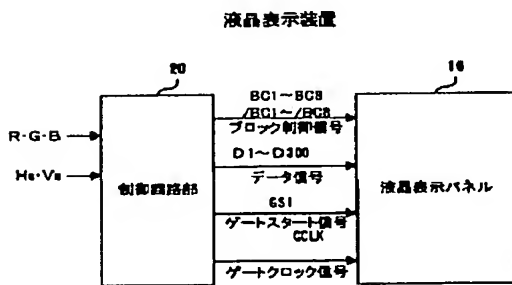 液晶表示装置
20
16
BC1～BC8
/BC1～/BC8
ブロック制御信号
R・G・B
D1～D300
データ信号
Hs・Vs
制御回路部
液晶表示パネル
GSI
ゲートスタート信号
GCLK
ゲートクロック信号